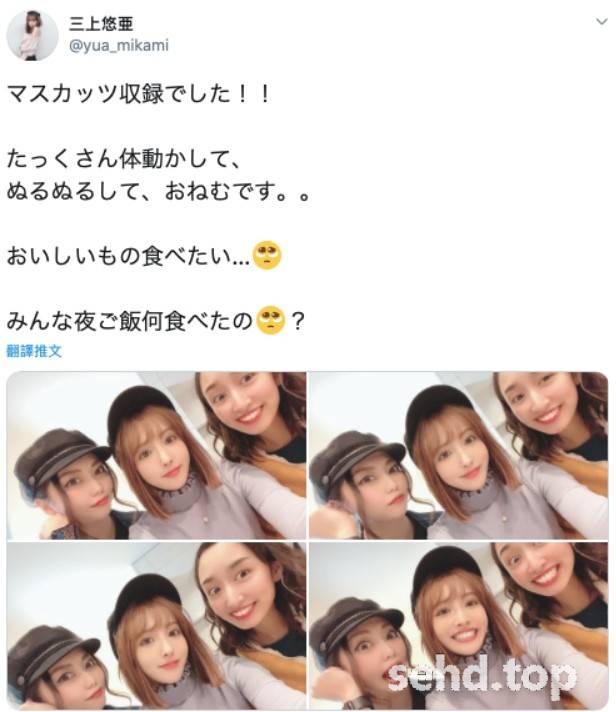 三上悠亜
@yua_mikami
マスカッツ収録でした！！
たっくさん体動かして、
ぬるぬるして、おねむです。。
おいしいもの食べたい...🥺
みんな夜ご飯何食べたの🥺？
翻譯推文
sehd.top